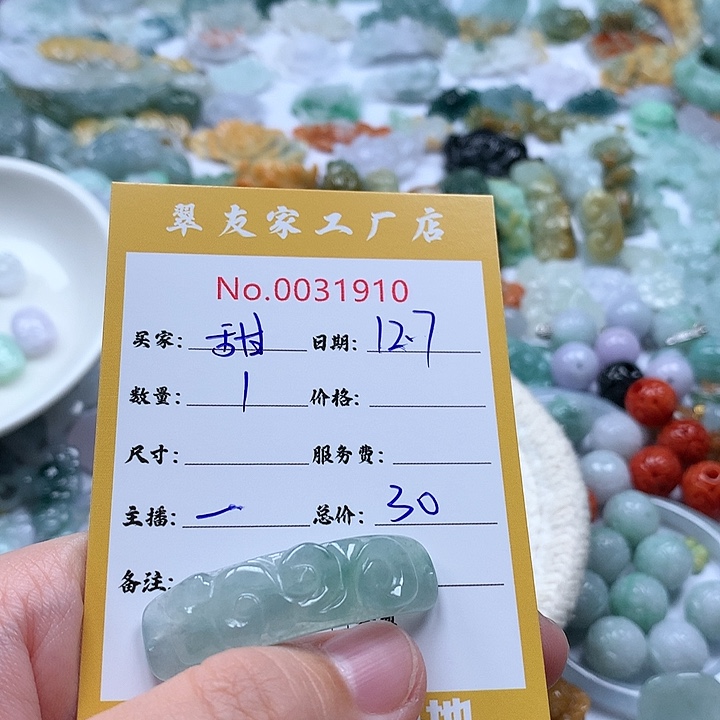 翠友家工厂店
No.0031910
买家: 甜 日期: 12.7
数量: 1 价格:
尺寸: 服务费:
主播: 一 总价: 30
备注:
地